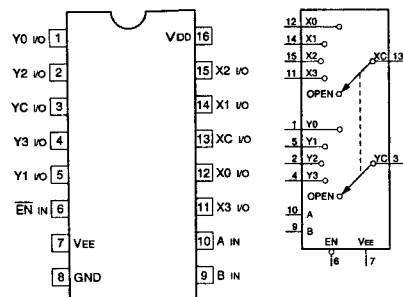 Y0 I/O 1
Y2 I/O 2
YC I/O 3
Y3 I/O 4
Y1 I/O 5
EN IN 6
7 VEE
8 GND
VDD 16
15 X2 I/O
14 X1 I/O
13 XC I/O
12 X0 I/O
11 X3 I/O
10 A IN
9 B IN
12 X0
14 X1
15 X2
11 X3
XC 13
OPEN
1 Y0
5 Y1
2 Y2
4 Y3
YC 3
OPEN
10 A
9 B
EN VEE
6 7